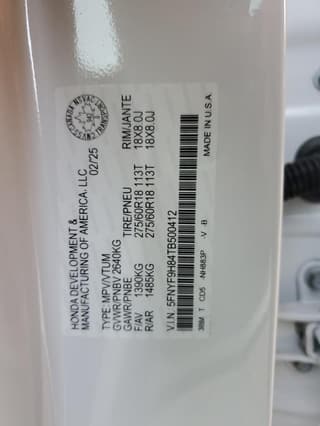 HONDA DEVELOPMENT &
MANUFACTURING OF AMERICA, LLC
02/25
TYPE: MPV/VTUM
GVWR/PNBV 2640KG
GAWR/PNBE TIRE/PNEU RIM/JANTE
F/AV 1390KG 275/60R18 113T 18X8.0J
R/AR 1485KG 275/60R18 113T 18X8.0J
V.I.N. 5FNYF9H84TB500412 MADE IN U.S.A.
T CD5 NH883P -V -B